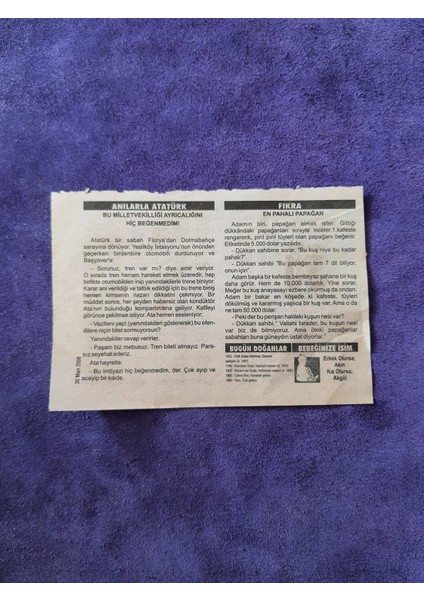 ANILARLA ATATÜRK
BU MİLLETVEKİLLİĞİ AYRICALIĞINI
HİÇ BEĞENMEDİM!
Atatürk bir sabah Florya'dan Dolmabahçe
sarayına dönüyor. Yeşilköy İstasyonu'nun önünden
geçerken birdenbire otomobili durduruyor ve
Başyaver'e:
- Sorunuz, tren var mı? diye emir veriyor.
O sırada tren hemen hareket etmek üzeredir, hep
birlikte otomobilden inip yanındakilerle trene biniyor.
Karar ani verildiği ve tatbik edildiği için bu trene biniş
hemen kimsenin nazarı dikkatini çekmiyor. Bir
müddet sonra, her şeyden habersiz olan kondüktör
Ata'nın bulunduğu kompartımana geliyor. Kafileyi
görünce çekilmek istiyor. Ata hemen sesleniyor;
- Vazifeni yap! (yanındakileri göstererek) bu efen-
dilere niçin bilet sormuyorsun?
Yanındakiler cevap verirler.
- Paşam biz mebusuz. Tren bileti almayız. Para-
sız seyahat ederiz.
Ata hayretle:
- Bu imtiyazı hiç beğenmedim, der. Çok ayıp ve
acayip bir kaide.
30 Mart 2008
FIKRA
EN PAHALI PAPAĞAN
Adamın biri, papağan almak ister. Gittiği
dükkândaki papağanları sırayla inceler.1.kafeste
rengarenk, pırıl pırıl tüyleri olan papağanı beğenir.
Etiketinde 5.000 dolar yazılıdır.
- Dükkan sahibine sorar. "Bu kuş niye bu kadar
pahalı?"
- Dükkan sahibi "Bu papağan tam 7 dil biliyor,
onun için".
Adam başka bir kafeste bembeyaz şahane bir kuş
daha görür. Hem de 10.000 dolarlık. Yine sorar.
Meğer bu kuş anayasayı ezbere okurmuş da ondan.
Adam bir bakar en köşede ki kafeste, tüyleri
dökülmüş ve kararmış yaşlıca bir kuş var. Ama o da
ne tam 50.000 dolar.
- Peki der bu perişan haldeki kuşun nesi var?
- Dükkan sahibi." Vallahi birader, bu kuşun nesi
var biz de bilmiyoruz. Ama öteki papağanlar
sabahları buna günaydın üstat diyorlar."
BUGÜN DOĞANLAR
BEBEĞİNİZE İSİM
Erkek Olursa;
Akın
Kız Olursa;
Akgül